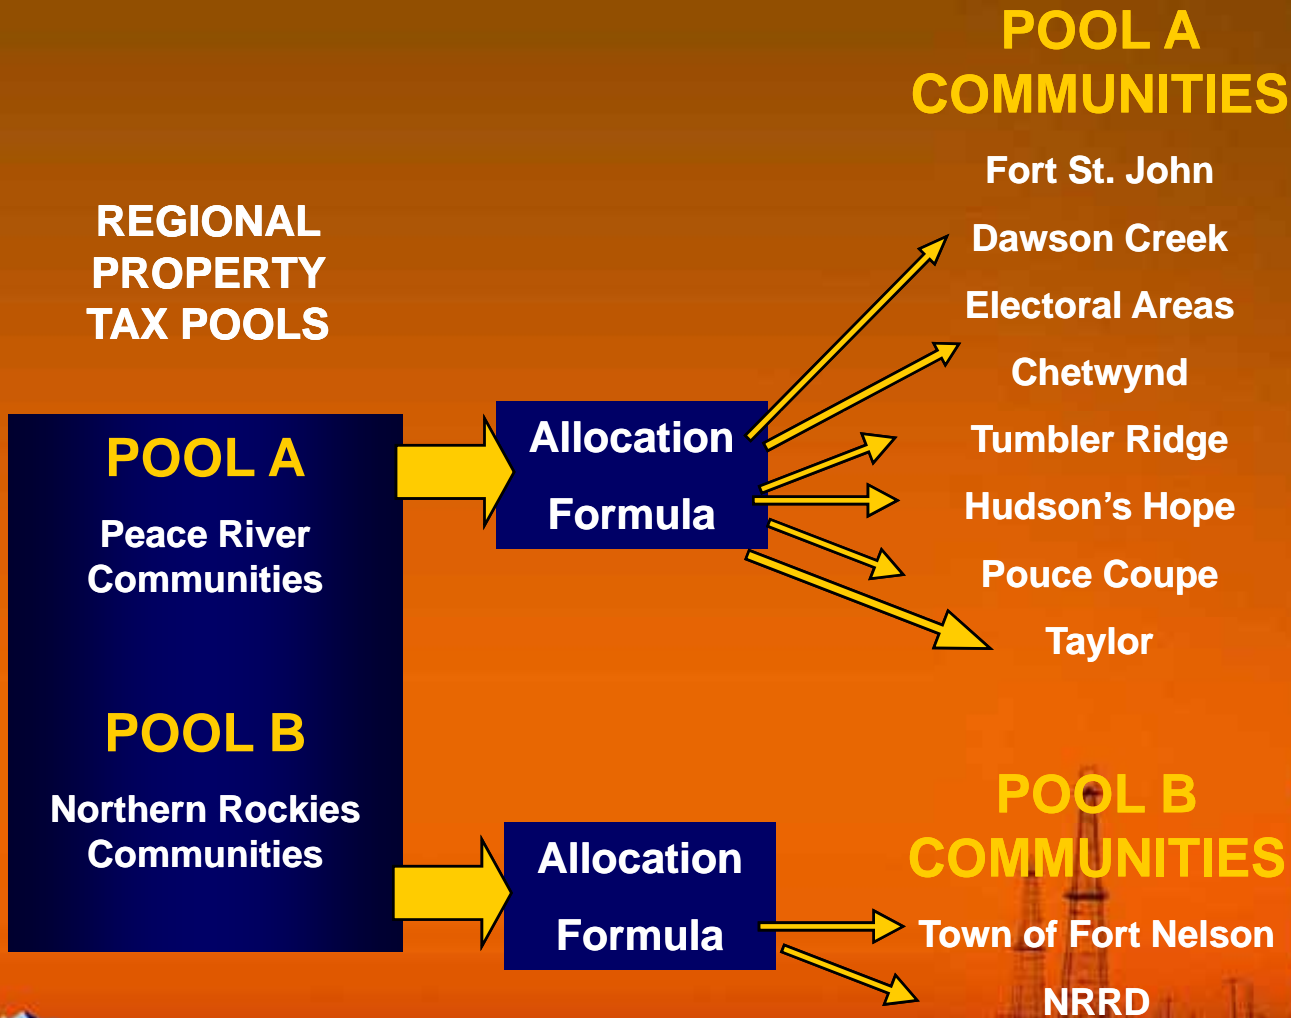 REGIONAL
PROPERTY
TAX POOLS
POOL A
Peace River
Communities
POOL B
Northern Rockies
Communities
Allocation
Formula
Allocation
Formula
POOL A
COMMUNITIES
Fort St. John
Dawson Creek
Electoral Areas
Chetwynd
Tumbler Ridge
Hudson’s Hope
Pouce Coupe
Taylor
POOL B
COMMUNITIES
Town of Fort Nelson
NRRD